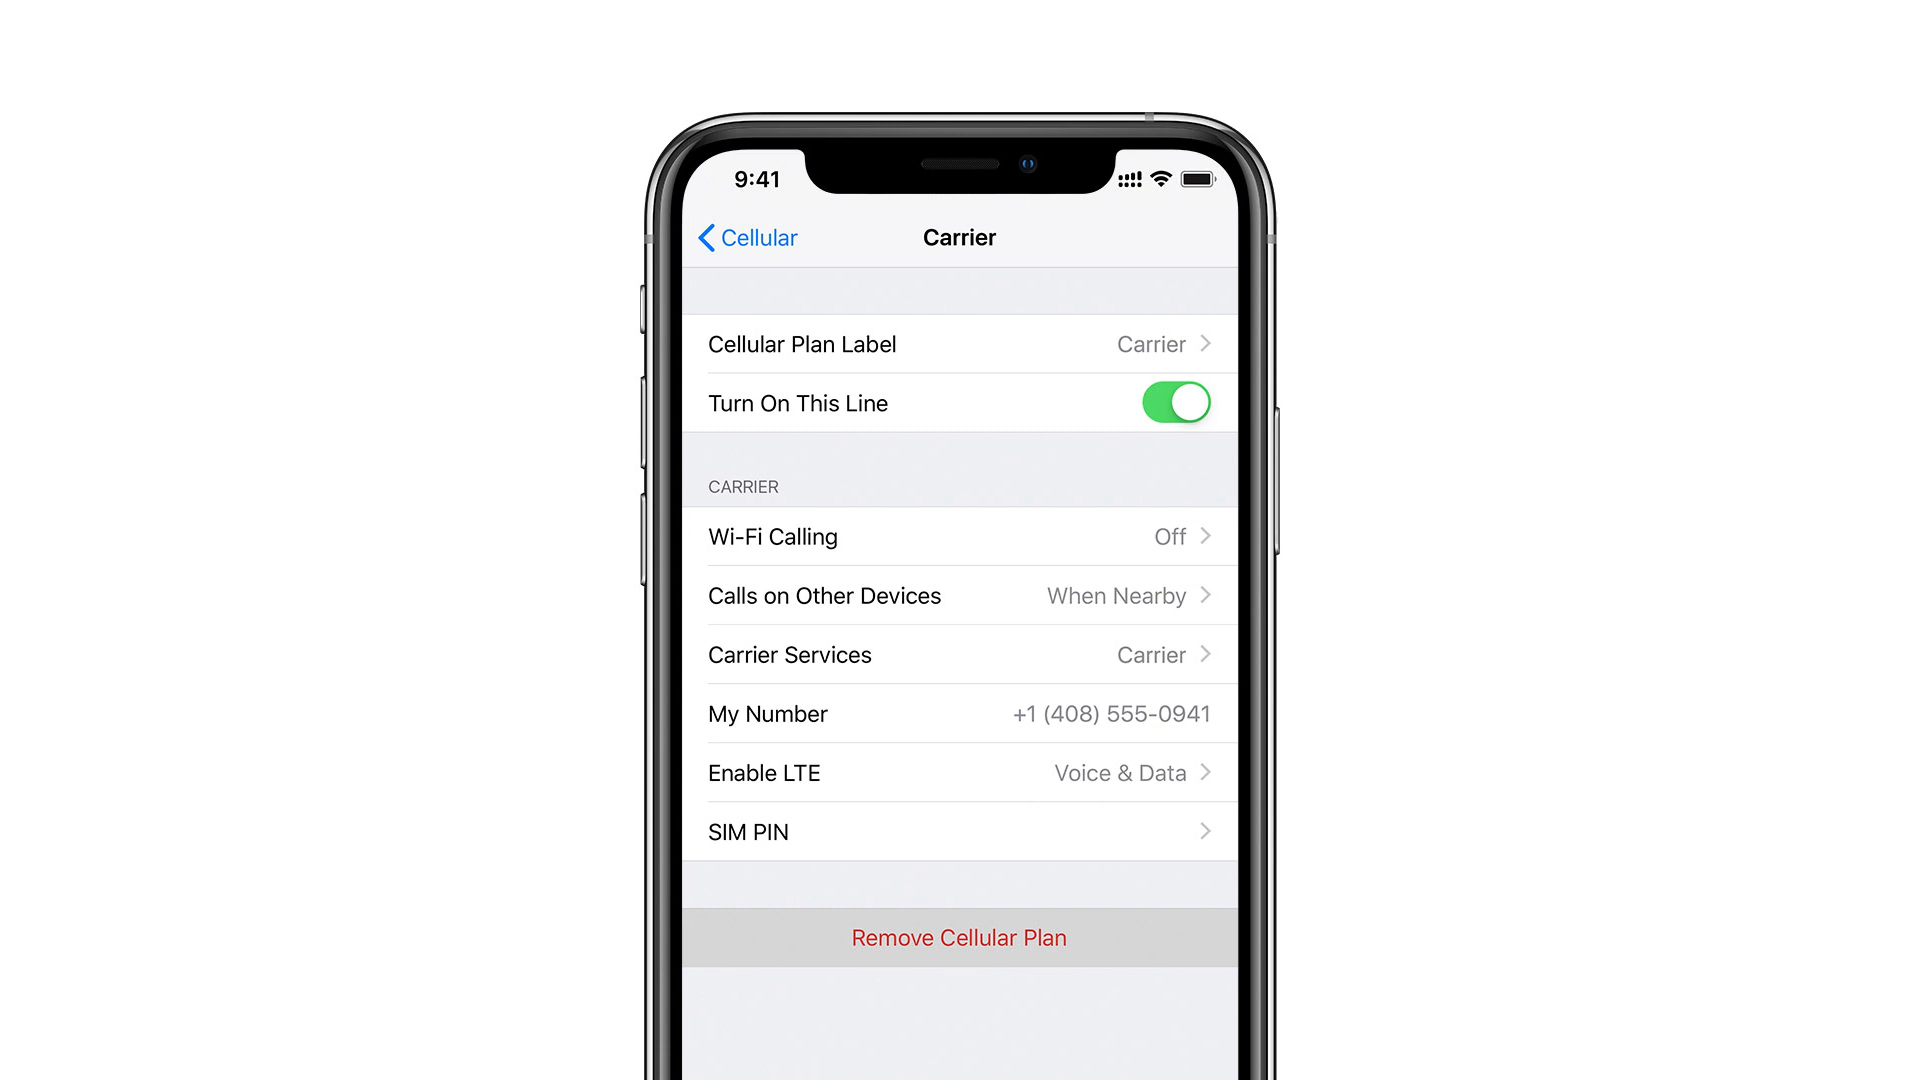 9:41
Cellular
Carrier
Cellular Plan Label Carrier
Turn On This Line
CARRIER
Wi-Fi Calling Off
Calls on Other Devices When Nearby
Carrier Services Carrier
My Number +1 (408) 555-0941
Enable LTE Voice & Data
SIM PIN
Remove Cellular Plan